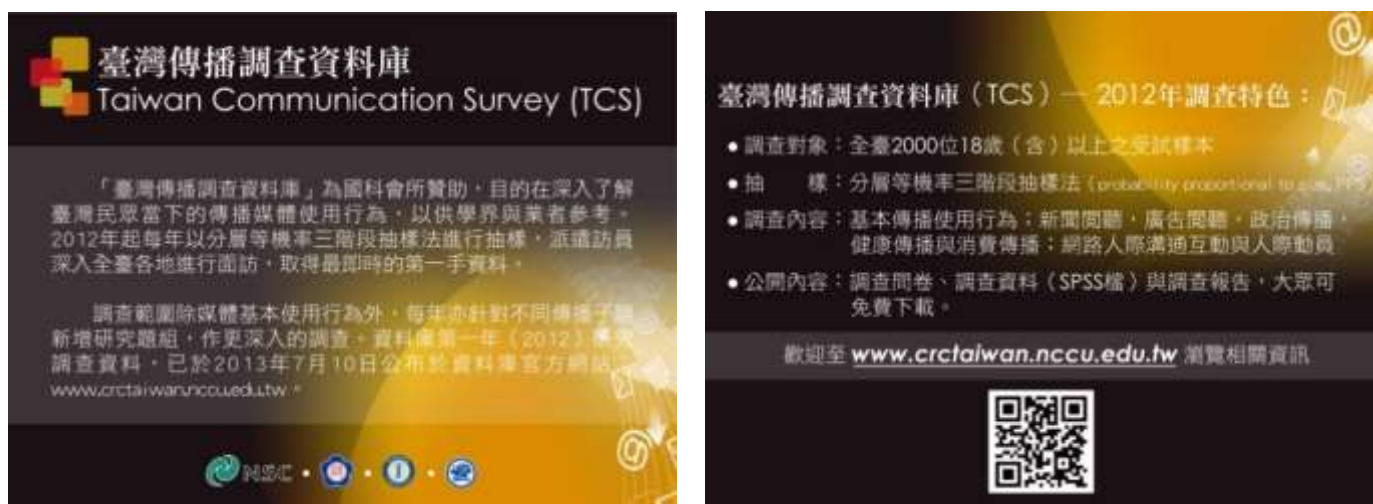 臺灣傳播調查資料庫
Taiwan Communication Survey (TCS)
「臺灣傳播調查資料庫」為國科會所贊助，目的在深入了解
臺灣民眾當下的傳播媒體使用行為，以供學界與業者參考。
2012年起每年以分層等機率三階段抽樣法進行抽樣，派遣訪員
深入全臺各地進行面訪，取得最即時的第一手資料。
調查範圍除媒體基本使用行為外，每年亦針對不同傳播子
新增研究題組，作更深入的調查。資料庫第一年（2012）
調查資料，已於2013年7月10日公布於資料庫官方網站
www.crctaiwan.nccu.edu.tw。
NSC
臺灣傳播調查資料庫（TCS）— 2012年調查特色：
●調查對象：全臺2000位18歲（含）以上之受試樣本
●抽　樣：分層等機率三階段抽樣法（probability proportional to size, PPS
●調查內容：基本傳播使用行為；新聞閱聽，廣告閱聽，政治傳播，
健康傳播與消費傳播；網路人際溝通互動與人際動員
●公開內容：調查問卷、調查資料（SPSS檔）與調查報告，大眾可
免費下載。
歡迎至 www.crctaiwan.nccu.edu.tw 瀏覽相關資訊